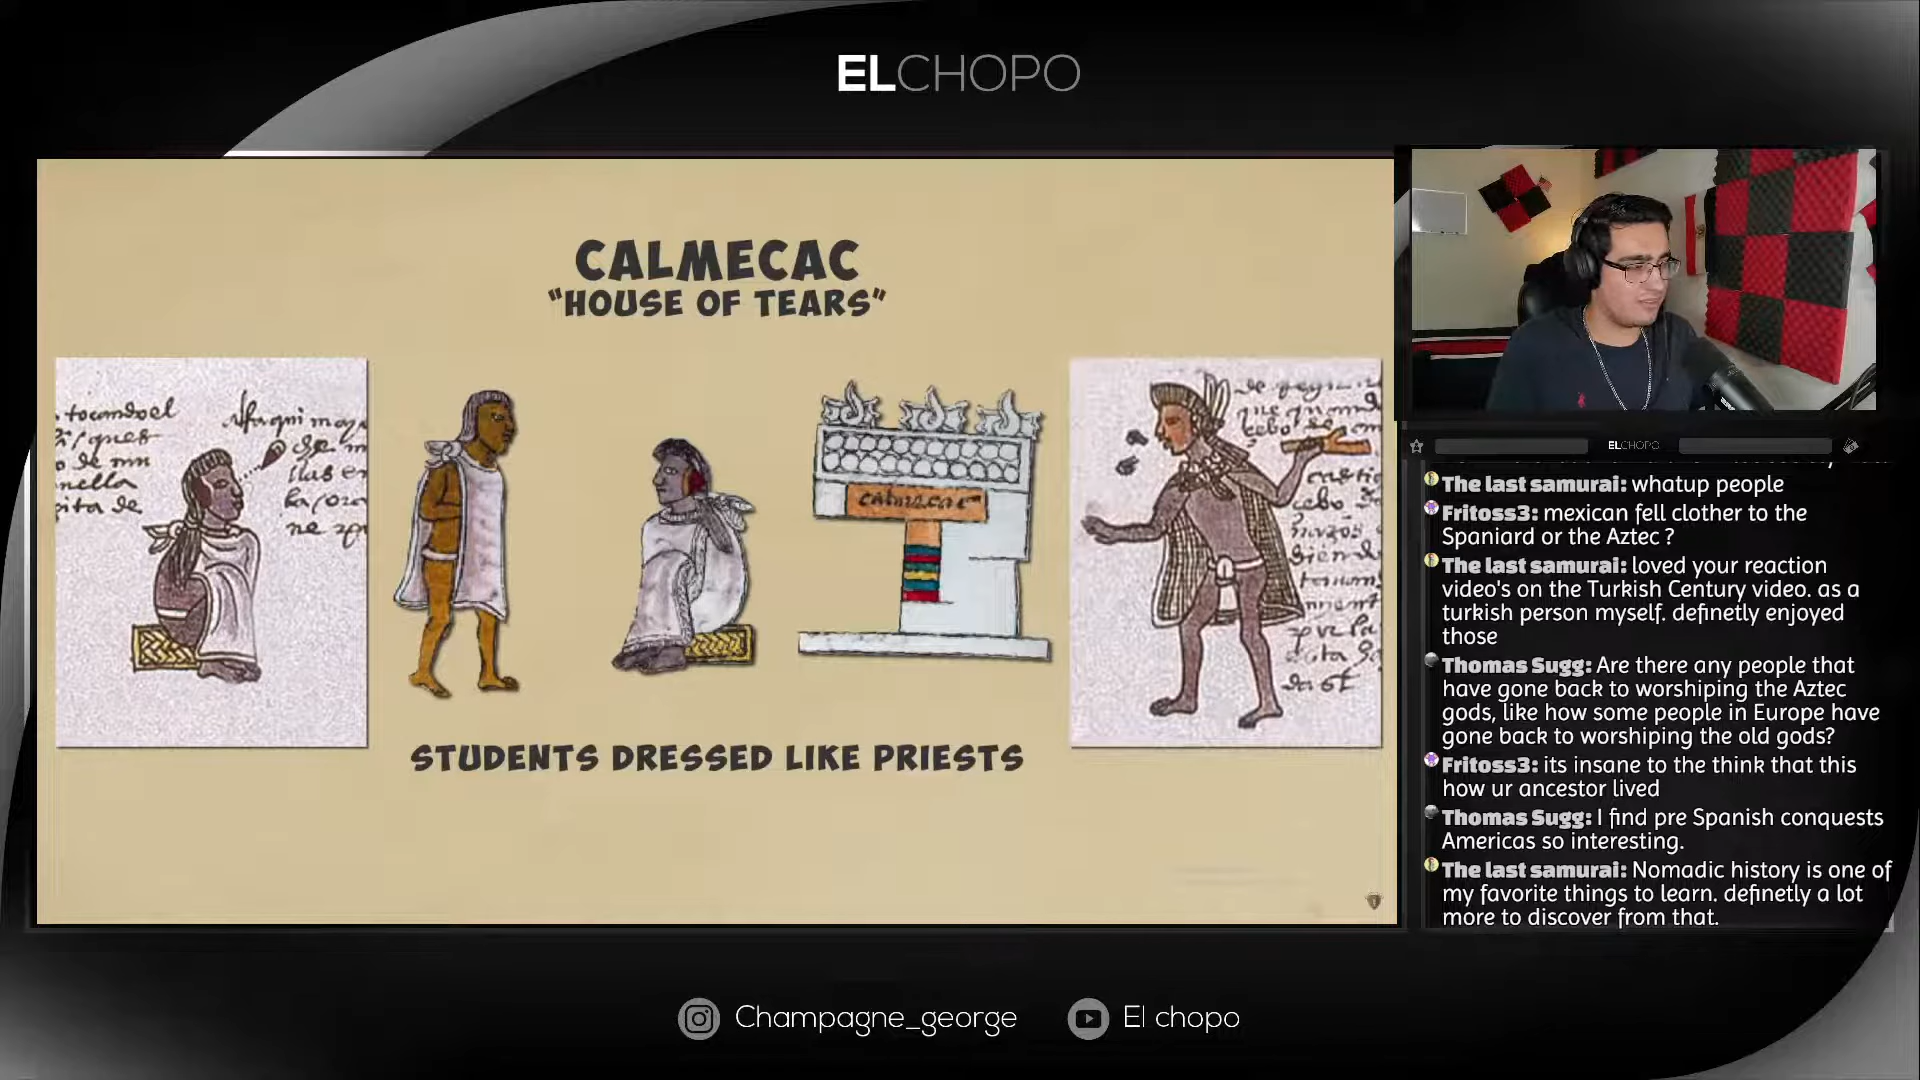 ELCHOPO
CALMECAC
"HOUSE OF TEARS"
tocando el
nella
calmecac
STUDENTS DRESSED LIKE PRIESTS
ELCHOPO
The last samurai: whatup people
Fritoss3: mexican fell clother to the
Spaniard or the Aztec ?
The last samurai: loved your reaction
video's on the Turkish Century video. as a
turkish person myself. definetly enjoyed
those
Thomas Sugg: Are there any people that
have gone back to worshiping the Aztec
gods, like how some people in Europe have
gone back to worshiping the old gods?
Fritoss3: its insane to the think that this
how ur ancestor lived
Thomas Sugg: I find pre Spanish conquests
Americas so interesting.
The last samurai: Nomadic history is one of
my favorite things to learn. definetly a lot
more to discover from that.
Champagne_george
El chopo